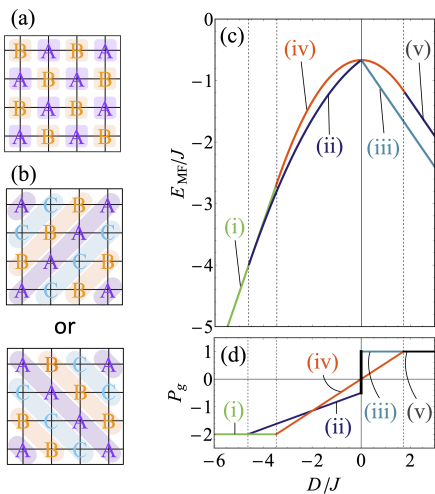 (a)
B A B A
A B A B
B A B A
A B A B
(b)
A C B A
C B A C
B A C B
A C B A
or
A B C A
C A B C
B C A B
A B C A
(c)
0
−1
−2
−3
−4
−5
E_MF/J
(i)
(ii)
(iii)
(iv)
(v)
(d)
1
0
−1
−2
P_g
(i)
(ii)
(iii)
(iv)
(v)
−6 −4 −2 0 2
D/J